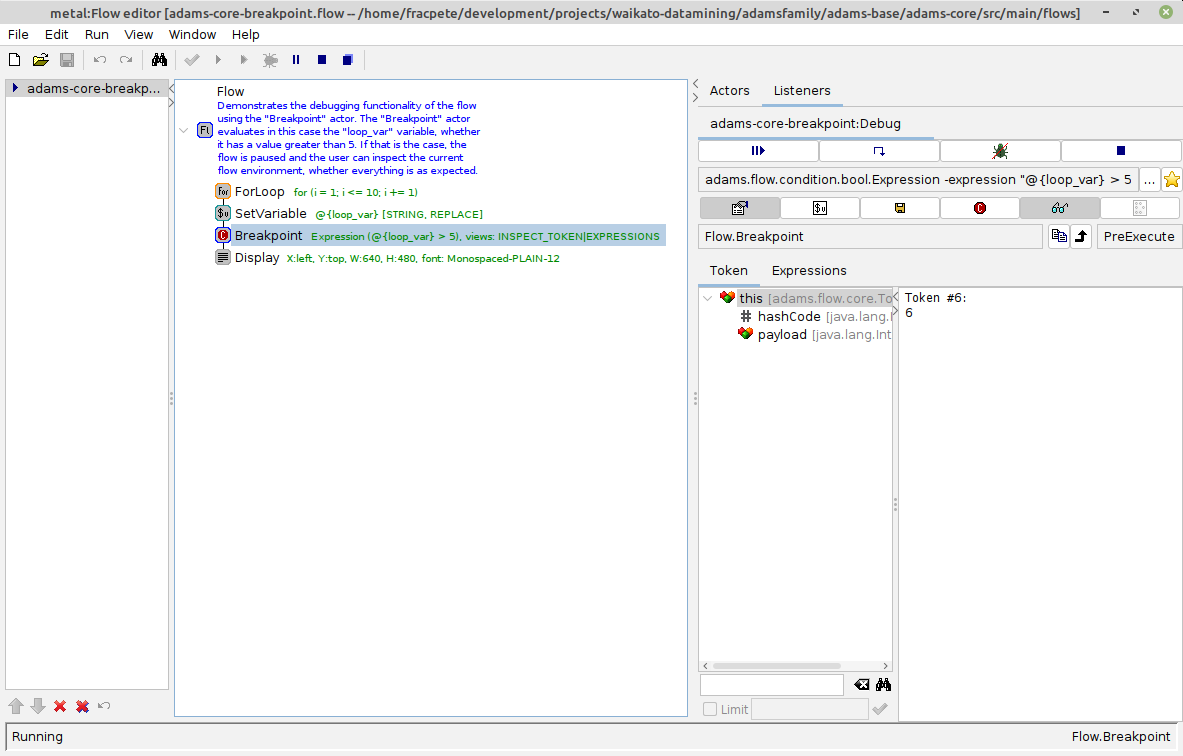 metal:Flow editor [adams-core-breakpoint.flow -- /home/fracpete/development/projects/waikato-datamining/adamsfamily/adams-base/adams-core/src/main/flows]
File Edit Run View Window Help
adams-core-breakp...
Flow
Demonstrates the debugging functionality of the flow
using the "Breakpoint" actor. The "Breakpoint" actor
evaluates in this case the "loop_var" variable, whether
it has a value greater than 5. If that is the case, the
flow is paused and the user can inspect the current
flow environment, whether everything is as expected.
Fl
for ForLoop for (i = 1; i <= 10; i += 1)
$v SetVariable @{loop_var} [STRING, REPLACE]
C Breakpoint Expression (@{loop_var} > 5), views: INSPECT_TOKEN|EXPRESSIONS
Display X:left, Y:top, W:640, H:480, font: Monospaced-PLAIN-12
Actors Listeners
adams-core-breakpoint:Debug
adams.flow.condition.bool.Expression -expression "@{loop_var} > 5 ...
$v C
Flow.Breakpoint PreExecute
Token Expressions
this [adams.flow.core.To
# hashCode [java.lang.I
payload [java.lang.Int
Token #6:
6
Limit
Running Flow.Breakpoint